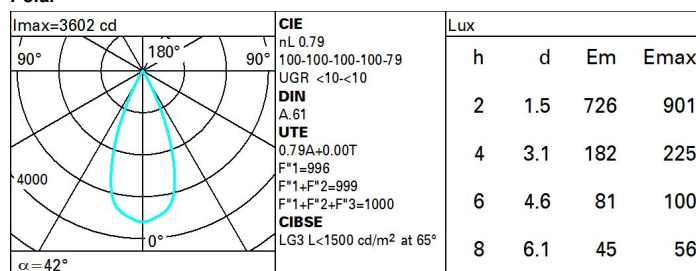 Imax=3602 cd
90°
180°
90°
4000
0°
α=42°
CIE
nL 0.79
100-100-100-100-79
UGR <10-<10
DIN
A.61
UTE
0.79A+0.00T
F"1=996
F"1+F"2=999
F"1+F"2+F"3=1000
CIBSE
LG3 L<1500 cd/m² at 65°
Lux
h d Em Emax
2 1.5 726 901
4 3.1 182 225
6 4.6 81 100
8 6.1 45 56